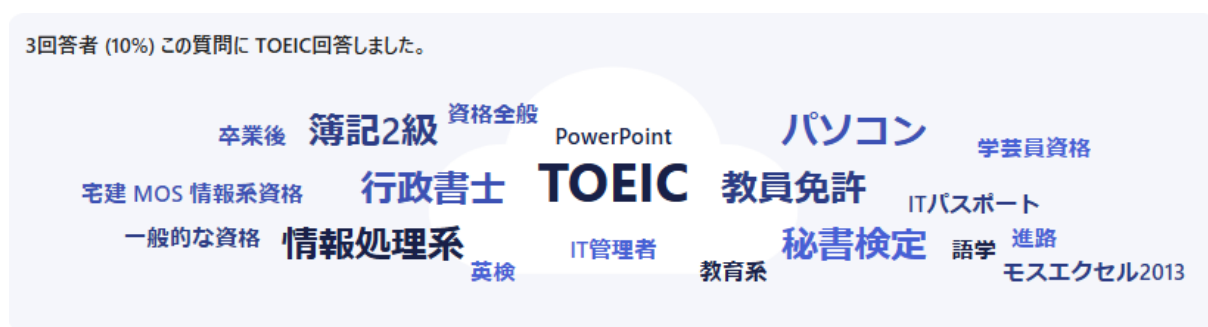 3回答者 (10%) この質問に TOEIC回答しました。
卒業後 簿記2級 資格全般 PowerPoint パソコン 学芸員資格
宅建 MOS 情報系資格 行政書士 TOEIC 教員免許 ITパスポート
一般的な資格 情報処理系 英検 IT管理者 教育系 秘書検定 語学 進路
モスエクセル2013